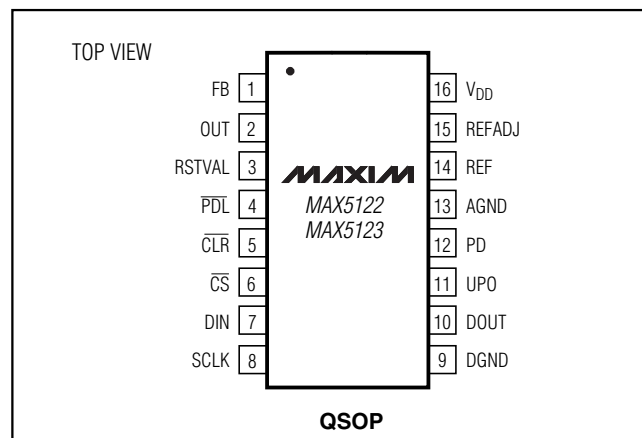 TOP VIEW
FB 1
OUT 2
RSTVAL 3
PDL 4
CLR 5
CS 6
DIN 7
SCLK 8
MAXIM
MAX5122
MAX5123
16 VDD
15 REFADJ
14 REF
13 AGND
12 PD
11 UPO
10 DOUT
9 DGND
QSOP